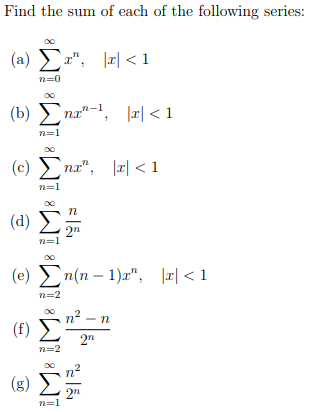 Find the sum of each of the following series:
(a) $\sum_{n=0}^{\infty} x^n, \quad |x| < 1$
(b) $\sum_{n=1}^{\infty} nx^{n-1}, \quad |x| < 1$
(c) $\sum_{n=1}^{\infty} nx^n, \quad |x| < 1$
(d) $\sum_{n=1}^{\infty} \frac{n}{2^n}$
(e) $\sum_{n=2}^{\infty} n(n-1)x^n, \quad |x| < 1$
(f) $\sum_{n=2}^{\infty} \frac{n^2-n}{2^n}$
(g) $\sum_{n=1}^{\infty} \frac{n^2}{2^n}$